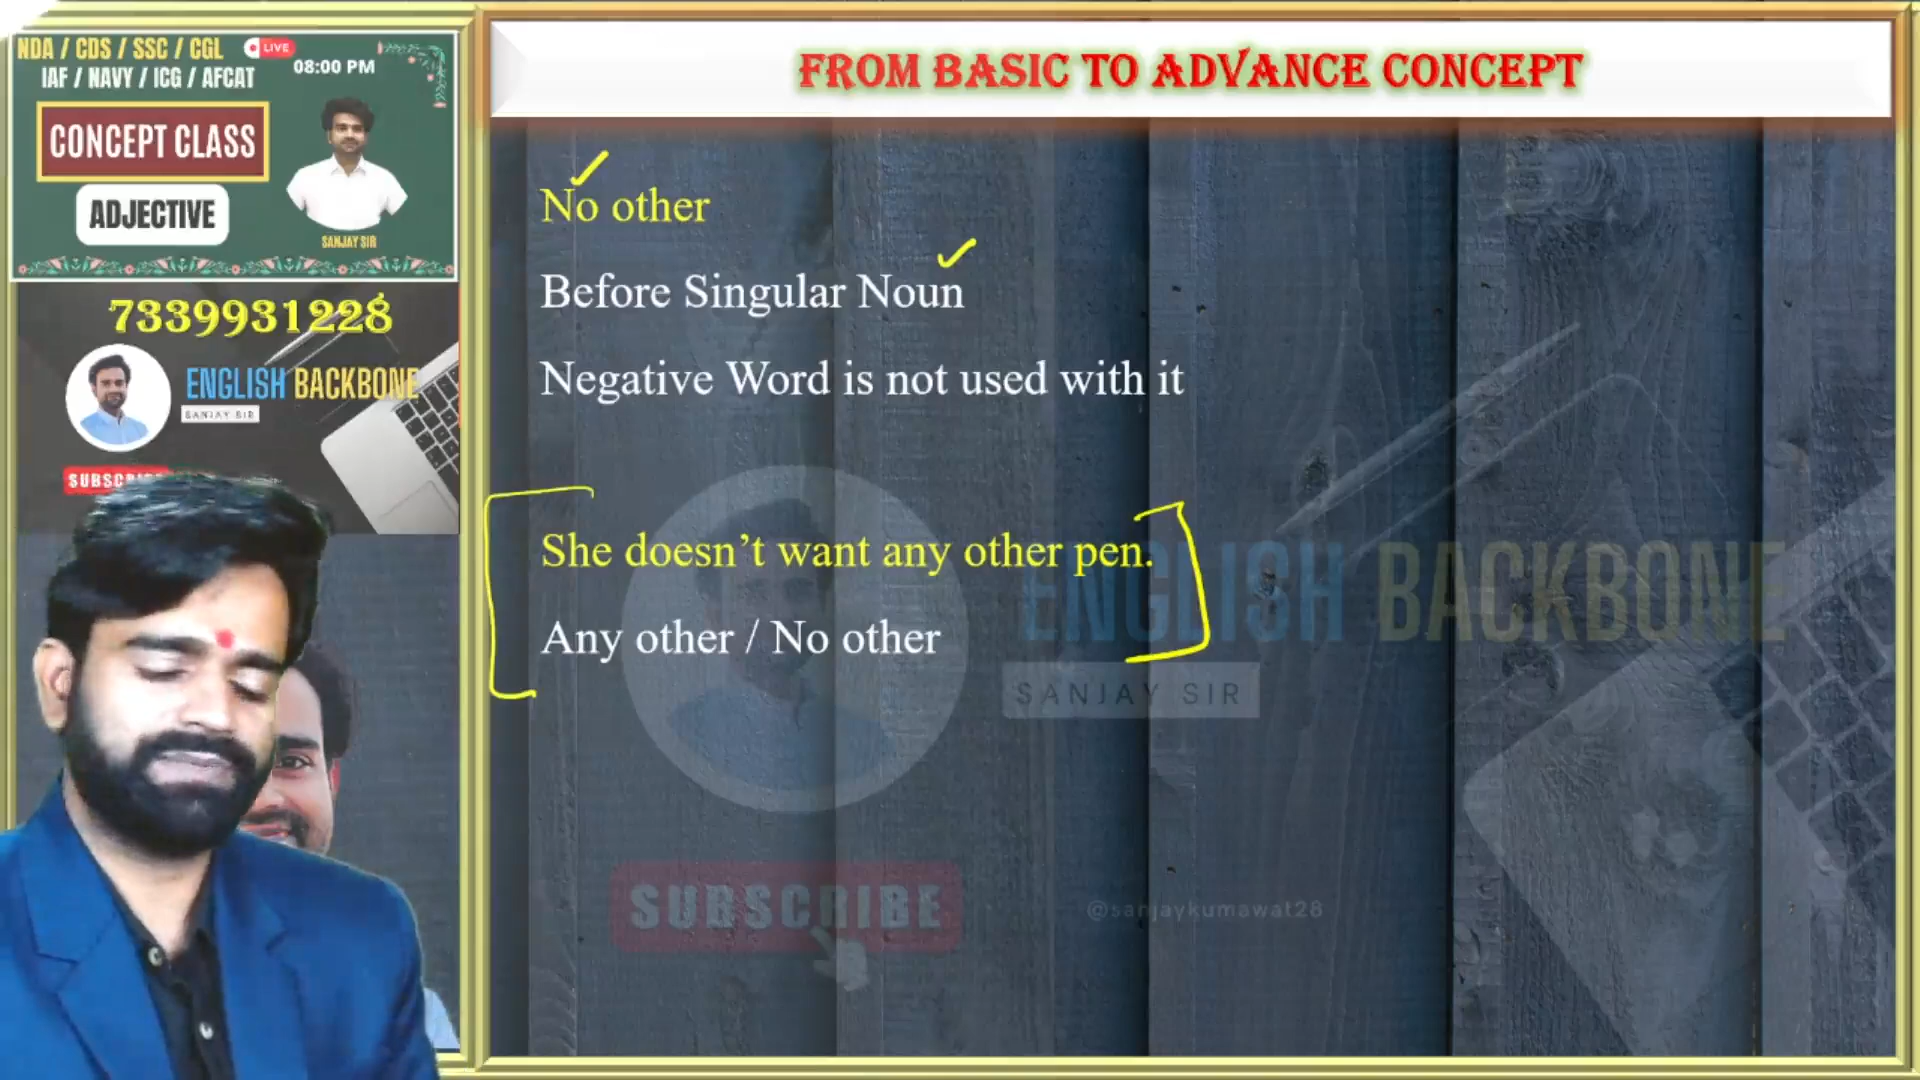 NDA / CDS / SSC / CGL
LIVE
IAF / NAVY / ICG / AFCAT
08:00 PM
CONCEPT CLASS
ADJECTIVE
SANJAY SIR
7339931228
ENGLISH BACKBONE
SANJAY SIR
FROM BASIC TO ADVANCE CONCEPT
No other
Before Singular Noun
Negative Word is not used with it
She doesn’t want any other pen.
Any other / No other
ENGLISH BACKBONE
SANJAY SIR
SUBSCRIBE
@sanjaykumawat28